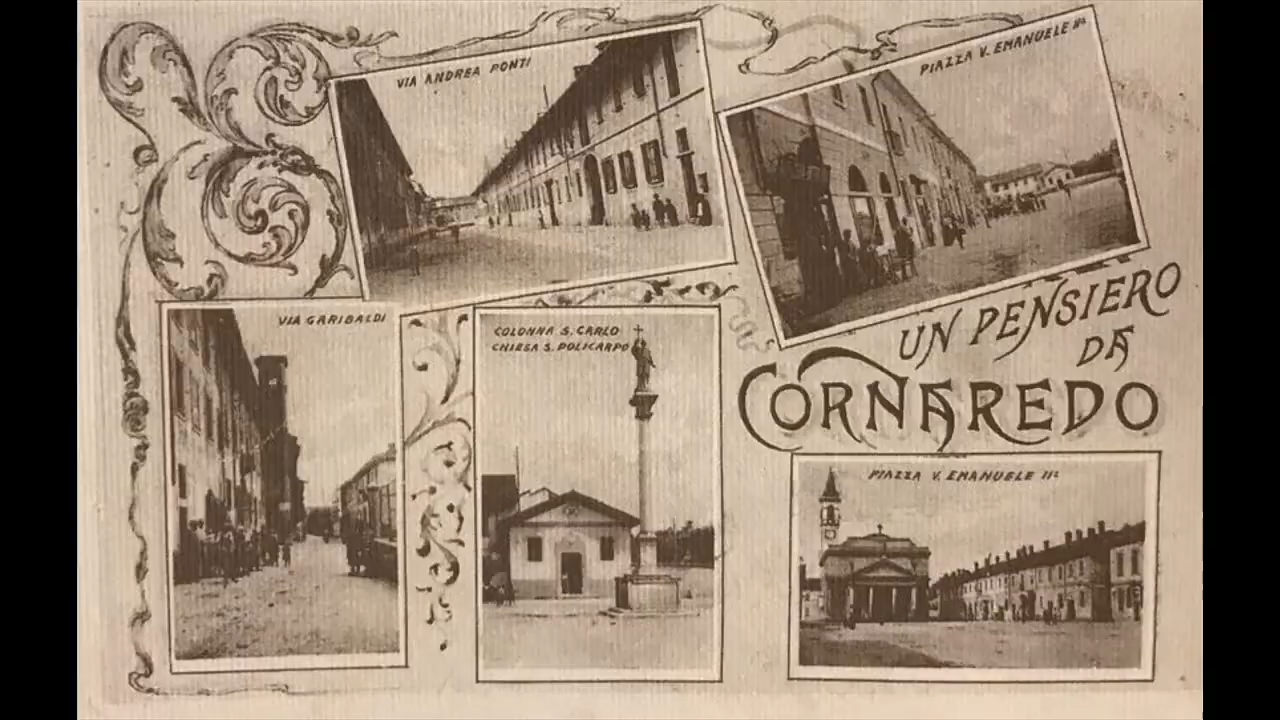 VIA ANDREA PONTI
PIAZZA V. EMANUELE IIº
UN PENSIERO
DA
CORNAREDO
VIA GARIBALDI
COLONNA S. CARLO
CHIESA S. POLICARPO
PIAZZA V. EMANUELE IIº